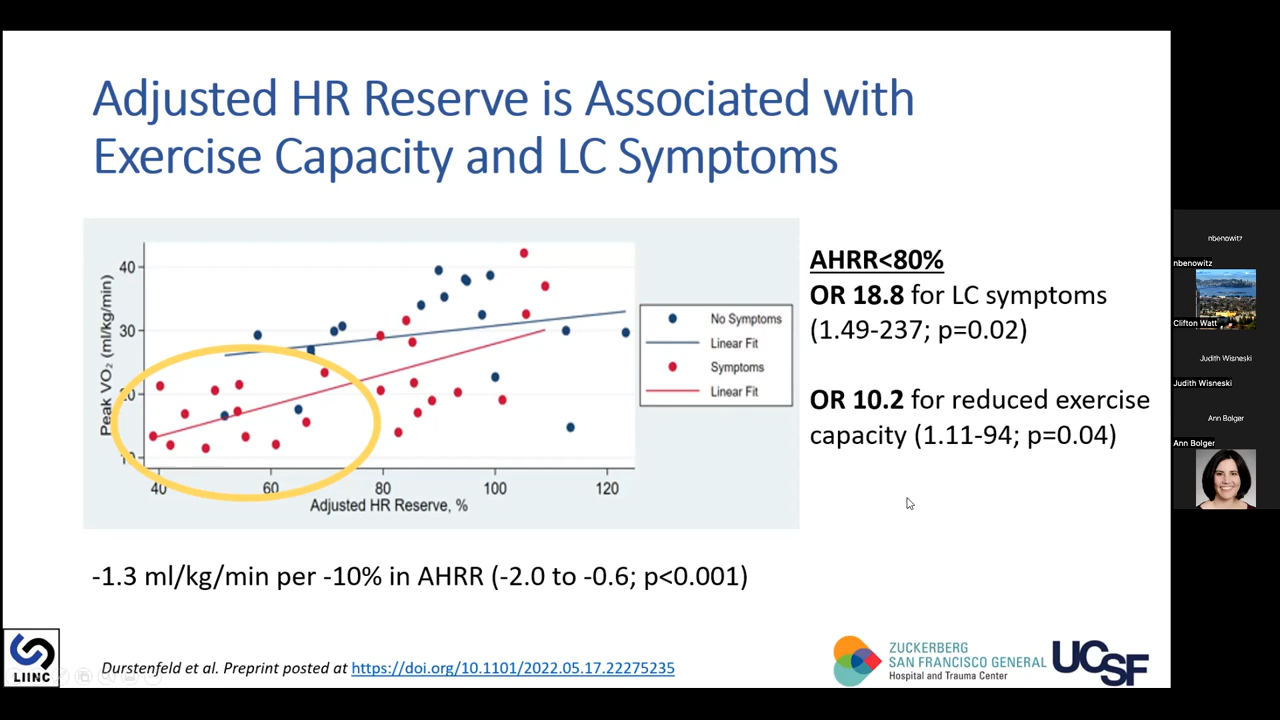 Adjusted HR Reserve is Associated with
Exercise Capacity and LC Symptoms
Peak VO₂ (ml/kg/min)
40
30
20
10
40 60 80 100 120
Adjusted HR Reserve, %
No Symptoms
Linear Fit
Symptoms
Linear Fit
AHRR<80%
OR 18.8 for LC symptoms
(1.49-237; p=0.02)
OR 10.2 for reduced exercise
capacity (1.11-94; p=0.04)
-1.3 ml/kg/min per -10% in AHRR (-2.0 to -0.6; p<0.001)
LIINC
Durstenfeld et al. Preprint posted at https://doi.org/10.1101/2022.05.17.22275235
ZUCKERBERG
SAN FRANCISCO GENERAL
Hospital and Trauma Center
UCSF
nbenowitz
nbenowitz
Clifton Watt
Judith Wisneski
Judith Wisneski
Ann Bolger
Ann Bolger